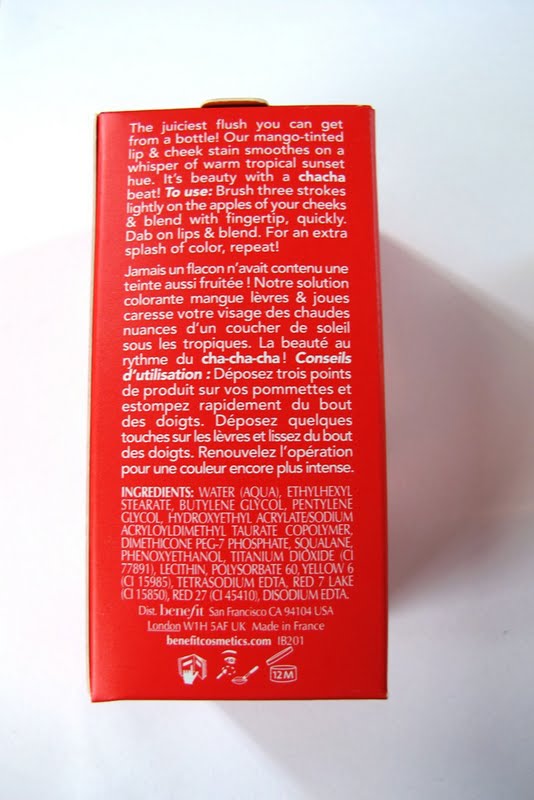 The juiciest flush you can get
from a bottle! Our mango-tinted
lip & cheek stain smoothes on a
whisper of warm tropical sunset
hue. It's beauty with a chacha
beat! To use: Brush three strokes
lightly on the apples of your cheeks
& blend with fingertip, quickly.
Dab on lips & blend. For an extra
splash of color, repeat!
Jamais un flacon n'avait contenu une
teinte aussi fruitée ! Notre solution
colorante mangue lèvres & joues
caresse votre visage des chaudes
nuances d'un coucher de soleil
sous les tropiques. La beauté au
rythme du cha-cha-cha ! Conseils
d'utilisation : Déposez trois points
de produit sur vos pommettes et
estompez rapidement du bout
des doigts. Déposez quelques
touches sur les lèvres et lissez du bout
des doigts. Renouvelez l'opération
pour une couleur encore plus intense.
INGREDIENTS: WATER (AQUA), ETHYLHEXYL
STEARATE, BUTYLENE GLYCOL, PENTYLENE
GLYCOL, HYDROXYETHYL ACRYLATE/SODIUM
ACRYLOYLDIMETHYL TAURATE COPOLYMER,
DIMETHICONE PEG-7 PHOSPHATE, SQUALANE,
PHENOXYETHANOL, TITANIUM DIOXIDE (CI
77891), LECITHIN, POLYSORBATE 60, YELLOW 6
(CI 15985), TETRASODIUM EDTA, RED 7 LAKE
(CI 15850), RED 27 (CI 45410), DISODIUM EDTA.
Dist. benefit San Francisco CA 94104 USA
London W1H 5AF UK Made in France
benefitcosmetics.com IB201
12M